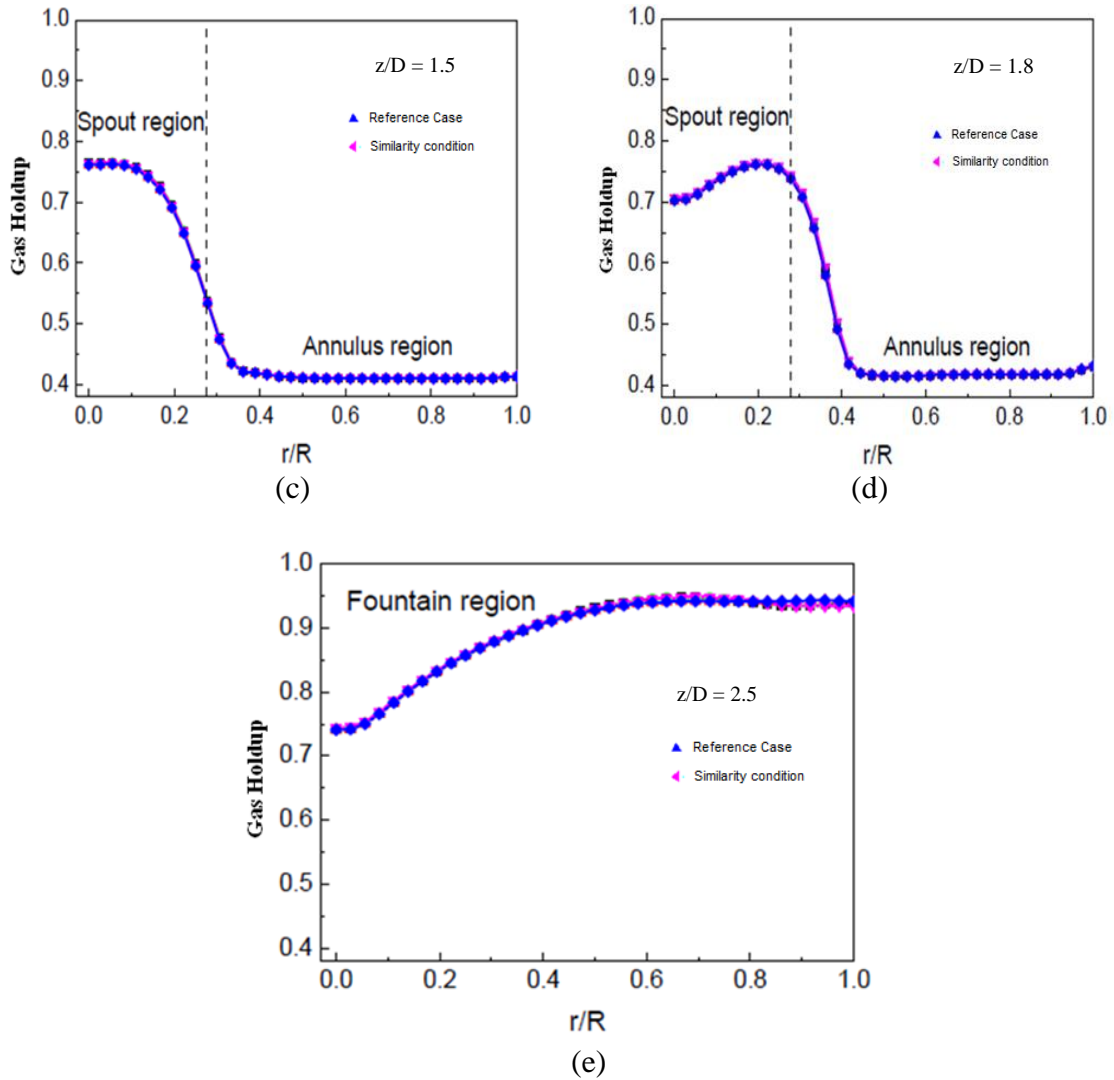 1.0
0.9
0.8
0.7
0.6
0.5
0.4
Gas Holdup
z/D = 1.5
Spout region
Reference Case
Similarity condition
Annulus region
0.0 0.2 0.4 0.6 0.8 1.0
r/R
(c)
1.0
0.9
0.8
0.7
0.6
0.5
0.4
Gas Holdup
z/D = 1.8
Spout region
Reference Case
Similarity condition
Annulus region
0.0 0.2 0.4 0.6 0.8 1.0
r/R
(d)
1.0
0.9
0.8
0.7
0.6
0.5
0.4
Gas Holdup
Fountain region
z/D = 2.5
Reference Case
Similarity condition
0.0 0.2 0.4 0.6 0.8 1.0
r/R
(e)